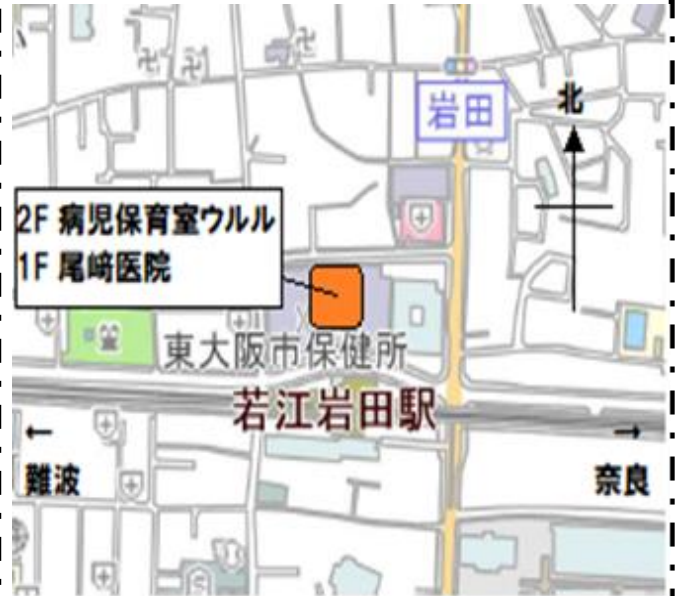 岩田
北
2F 病児保育室ウルル
1F 尾﨑医院
東大阪市保健所
若江岩田駅
←
難波
→
奈良